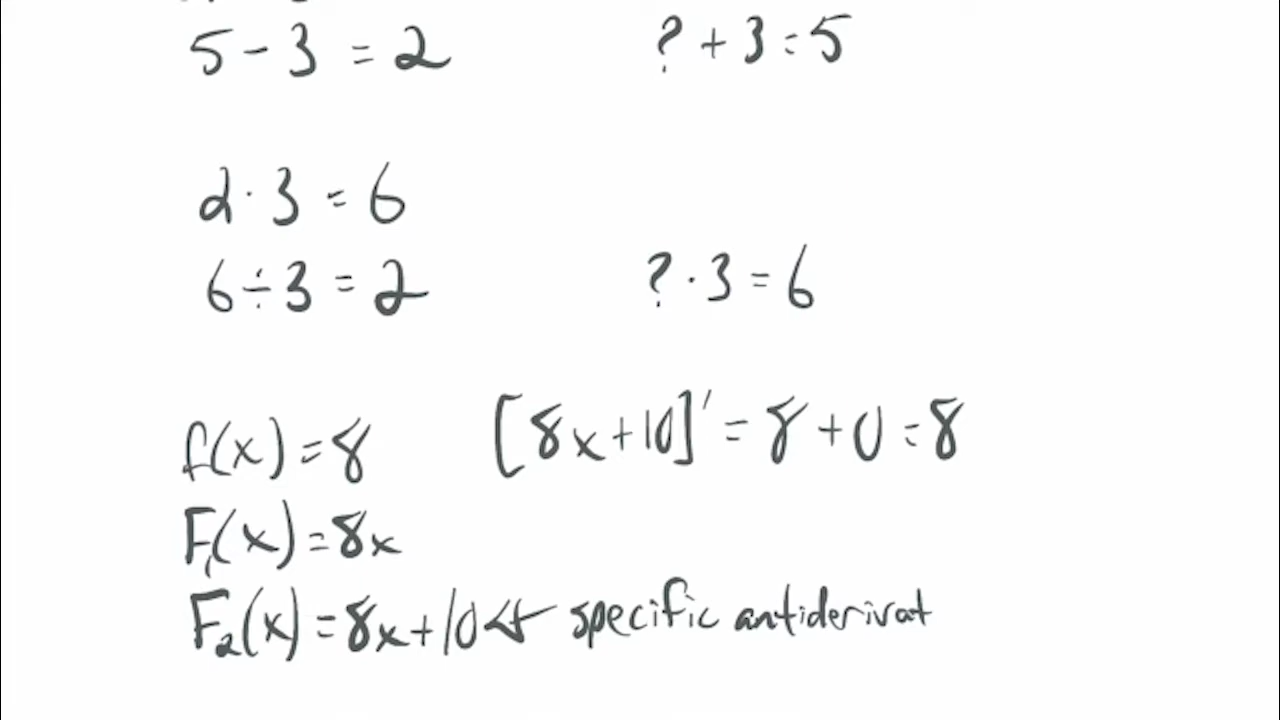 5 - 3 = 2
? + 3 = 5
2 · 3 = 6
6 ÷ 3 = 2
? · 3 = 6
f(x) = 8
[8x+10]' = 8 + 0 = 8
F₁(x) = 8x
F₂(x) = 8x+10 ← specific antiderivat